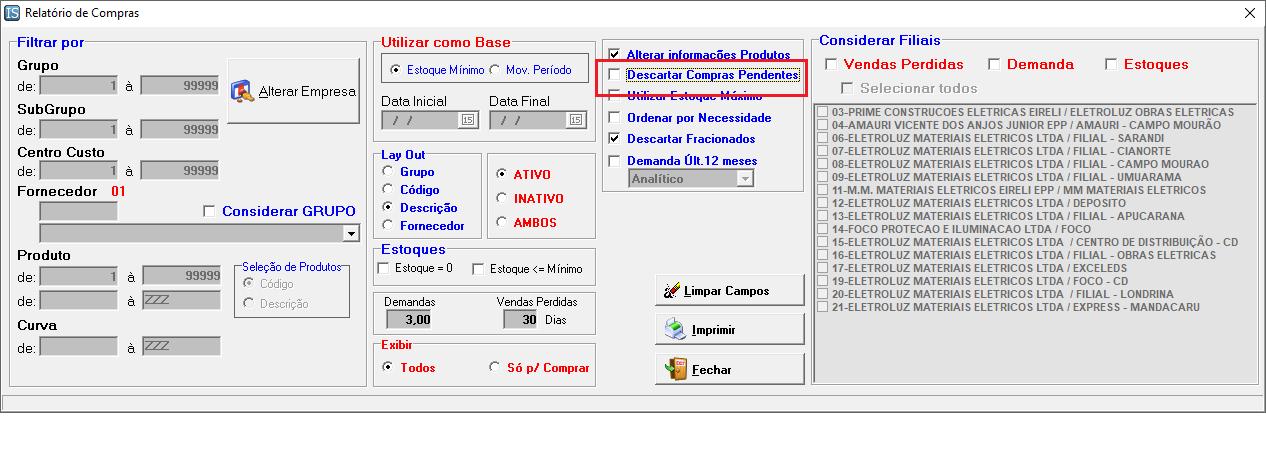 IS Relatório de Compras
Filtrar por
Grupo
de: 1 à 99999
SubGrupo
de: 1 à 99999
Centro Custo
de: 1 à 99999
Fornecedor 01
Considerar GRUPO
Produto
de: 1 à 99999
de: à ZZZ
Curva
de: à ZZZ
Alterar Empresa
Seleção de Produtos
Código
Descrição
Utilizar como Base
Estoque Mínimo Mov. Período
Data Inicial Data Final
/ / 15 / / 15
Lay Out
Grupo
Código
Descrição
Fornecedor
ATIVO
INATIVO
AMBOS
Estoques
Estoque = 0 Estoque <= Mínimo
Demandas Vendas Perdidas
3,00 30 Dias
Exibir
Todos Só p/ Comprar
Alterar informações Produtos
Descartar Compras Pendentes
Utilizar Estoque Máximo
Ordenar por Necessidade
Descartar Fracionados
Demanda Últ.12 meses
Analítico
Limpar Campos
Imprimir
Fechar
Considerar Filiais
Vendas Perdidas Demanda Estoques
Selecionar todos
03-PRIME CONSTRUCOES ELETRICAS EIRELI / ELETROLUZ OBRAS ELETRICAS
04-AMAURI VICENTE DOS ANJOS JUNIOR EPP / AMAURI - CAMPO MOURÃO
06-ELETROLUZ MATERIAIS ELETRICOS LTDA / FILIAL - SARANDI
07-ELETROLUZ MATERIAIS ELETRICOS LTDA / FILIAL - CIANORTE
08-ELETROLUZ MATERIAIS ELETRICOS LTDA / FILIAL - CAMPO MOURAO
09-ELETROLUZ MATERIAIS ELETRICOS LTDA / FILIAL - UMUARAMA
11-M.M. MATERIAIS ELETRICOS EIRELI EPP / MM MATERIAIS ELETRICOS
12-ELETROLUZ MATERIAIS ELETRICOS LTDA / DEPOSITO
13-ELETROLUZ MATERIAIS ELETRICOS LTDA / FILIAL - APUCARANA
14-FOCO PROTECAO E ILUMINACAO LTDA / FOCO
15-ELETROLUZ MATERIAIS ELETRICOS LTDA / CENTRO DE DISTRIBUIÇÃO - CD
16-ELETROLUZ MATERIAIS ELETRICOS LTDA / FILIAL - OBRAS ELETRICAS
17-ELETROLUZ MATERIAIS ELETRICOS LTDA / EXCELEDS
19-ELETROLUZ MATERIAIS ELETRICOS LTDA / FOCO - CD
20-ELETROLUZ MATERIAIS ELETRICOS LTDA / FILIAL - LONDRINA
21-ELETROLUZ MATERIAIS ELETRICOS LTDA / EXPRESS - MANDACARU